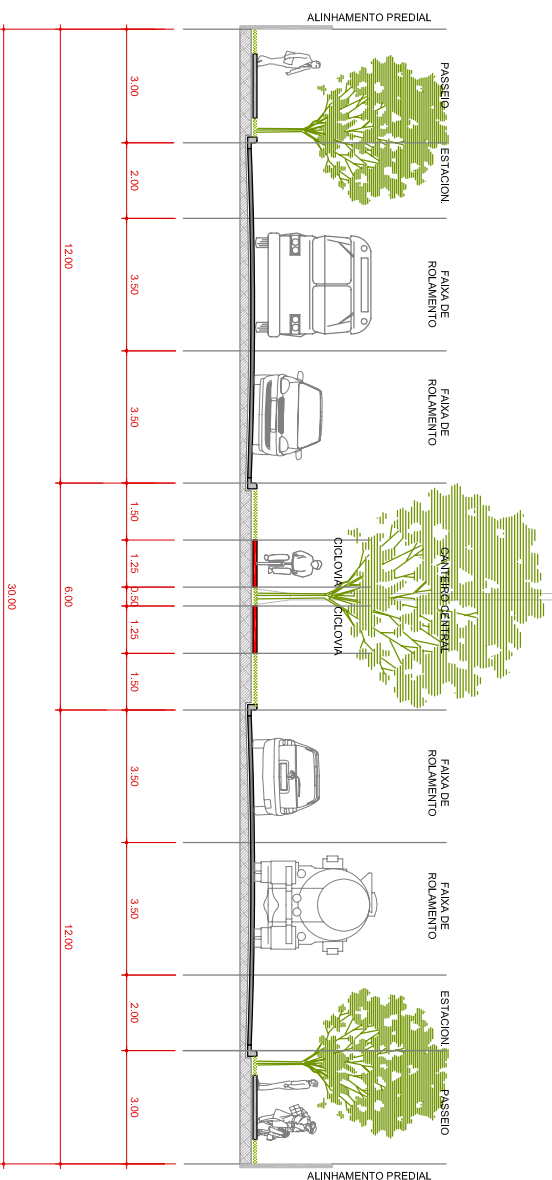 ALINHAMENTO PREDIAL
PASSEIO
ESTACION.
FAIXA DE
ROLAMENTO
FAIXA DE
ROLAMENTO
CANTEIRO CENTRAL
CICLOVIA
CICLOVIA
FAIXA DE
ROLAMENTO
FAIXA DE
ROLAMENTO
ESTACION.
PASSEIO
ALINHAMENTO PREDIAL
3.00
2.00
3.50
3.50
1.50
1.25
0.50
1.25
1.50
3.50
3.50
2.00
3.00
12.00
6.00
12.00
30.00